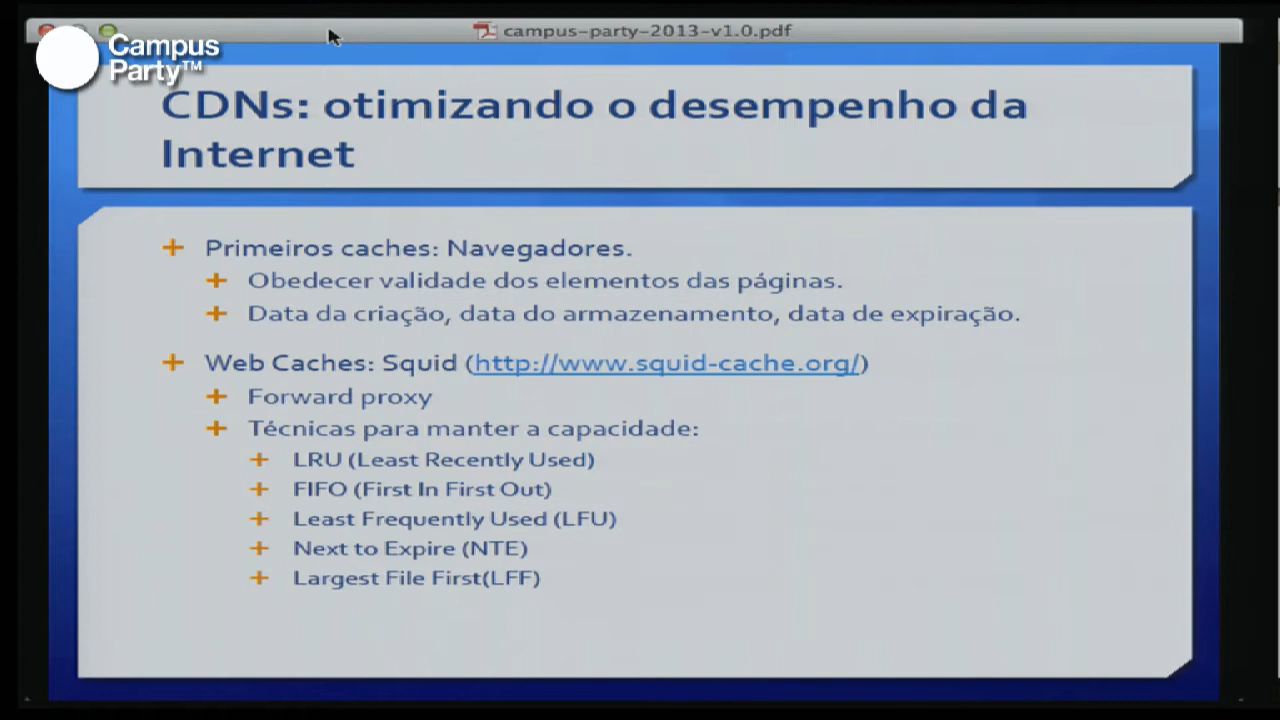 campus-party-2013-v1.0.pdf
Campus
Party™
CDNs: otimizando o desempenho da
Internet
Primeiros caches: Navegadores.
Obedecer validade dos elementos das páginas.
Data da criação, data do armazenamento, data de expiração.
Web Caches: Squid (http://www.squid-cache.org/)
Forward proxy
Técnicas para manter a capacidade:
LRU (Least Recently Used)
FIFO (First In First Out)
Least Frequently Used (LFU)
Next to Expire (NTE)
Largest File First(LFF)